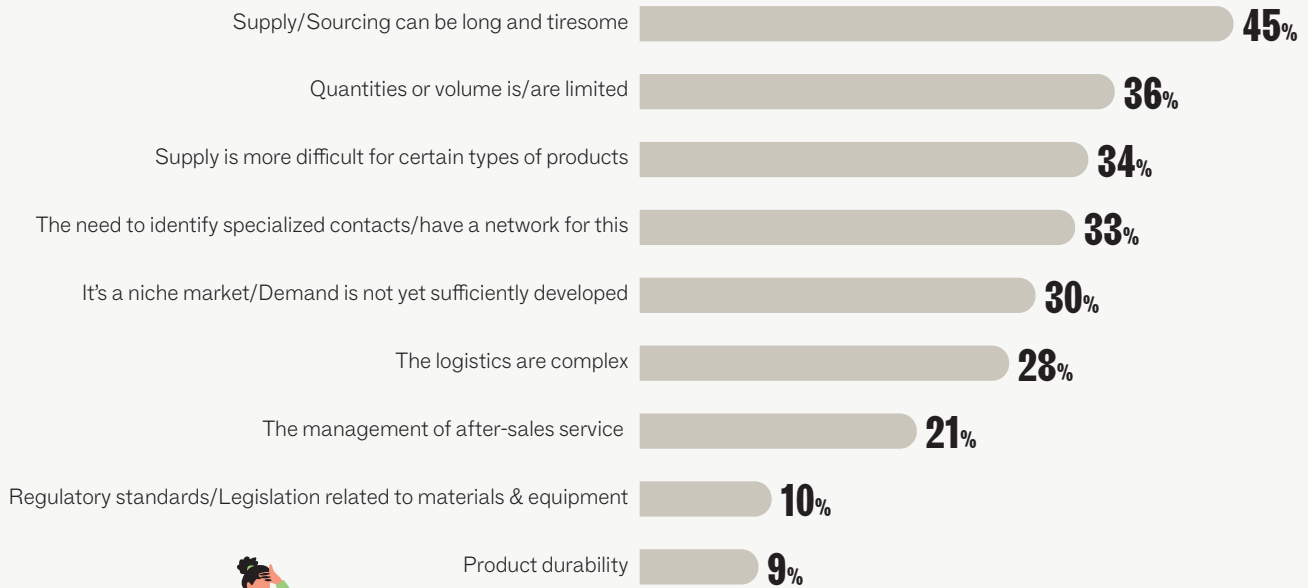 Supply/Sourcing can be long and tiresome 45%
Quantities or volume is/are limited 36%
Supply is more difficult for certain types of products 34%
The need to identify specialized contacts/have a network for this 33%
It’s a niche market/Demand is not yet sufficiently developed 30%
The logistics are complex 28%
The management of after-sales service 21%
Regulatory standards/Legislation related to materials & equipment 10%
Product durability 9%